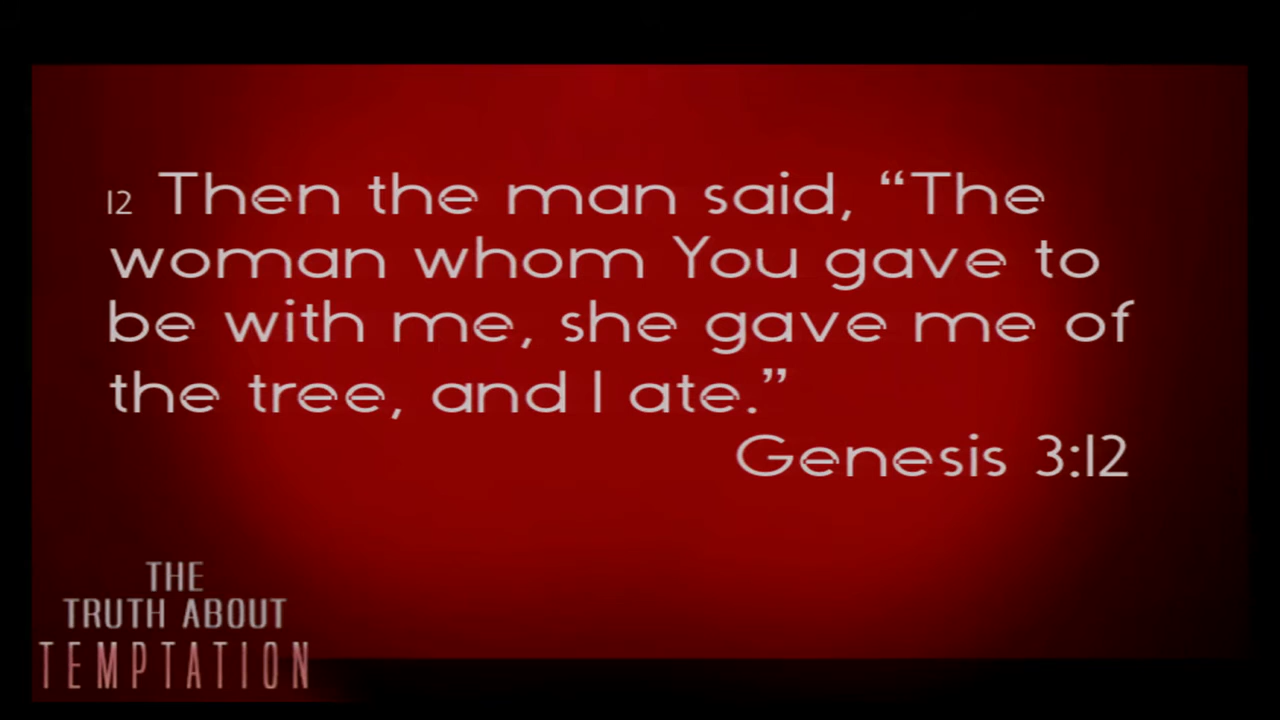 12 Then the man said, “The
woman whom You gave to
be with me, she gave me of
the tree, and I ate.”
Genesis 3:12
THE
TRUTH ABOUT
TEMPTATION